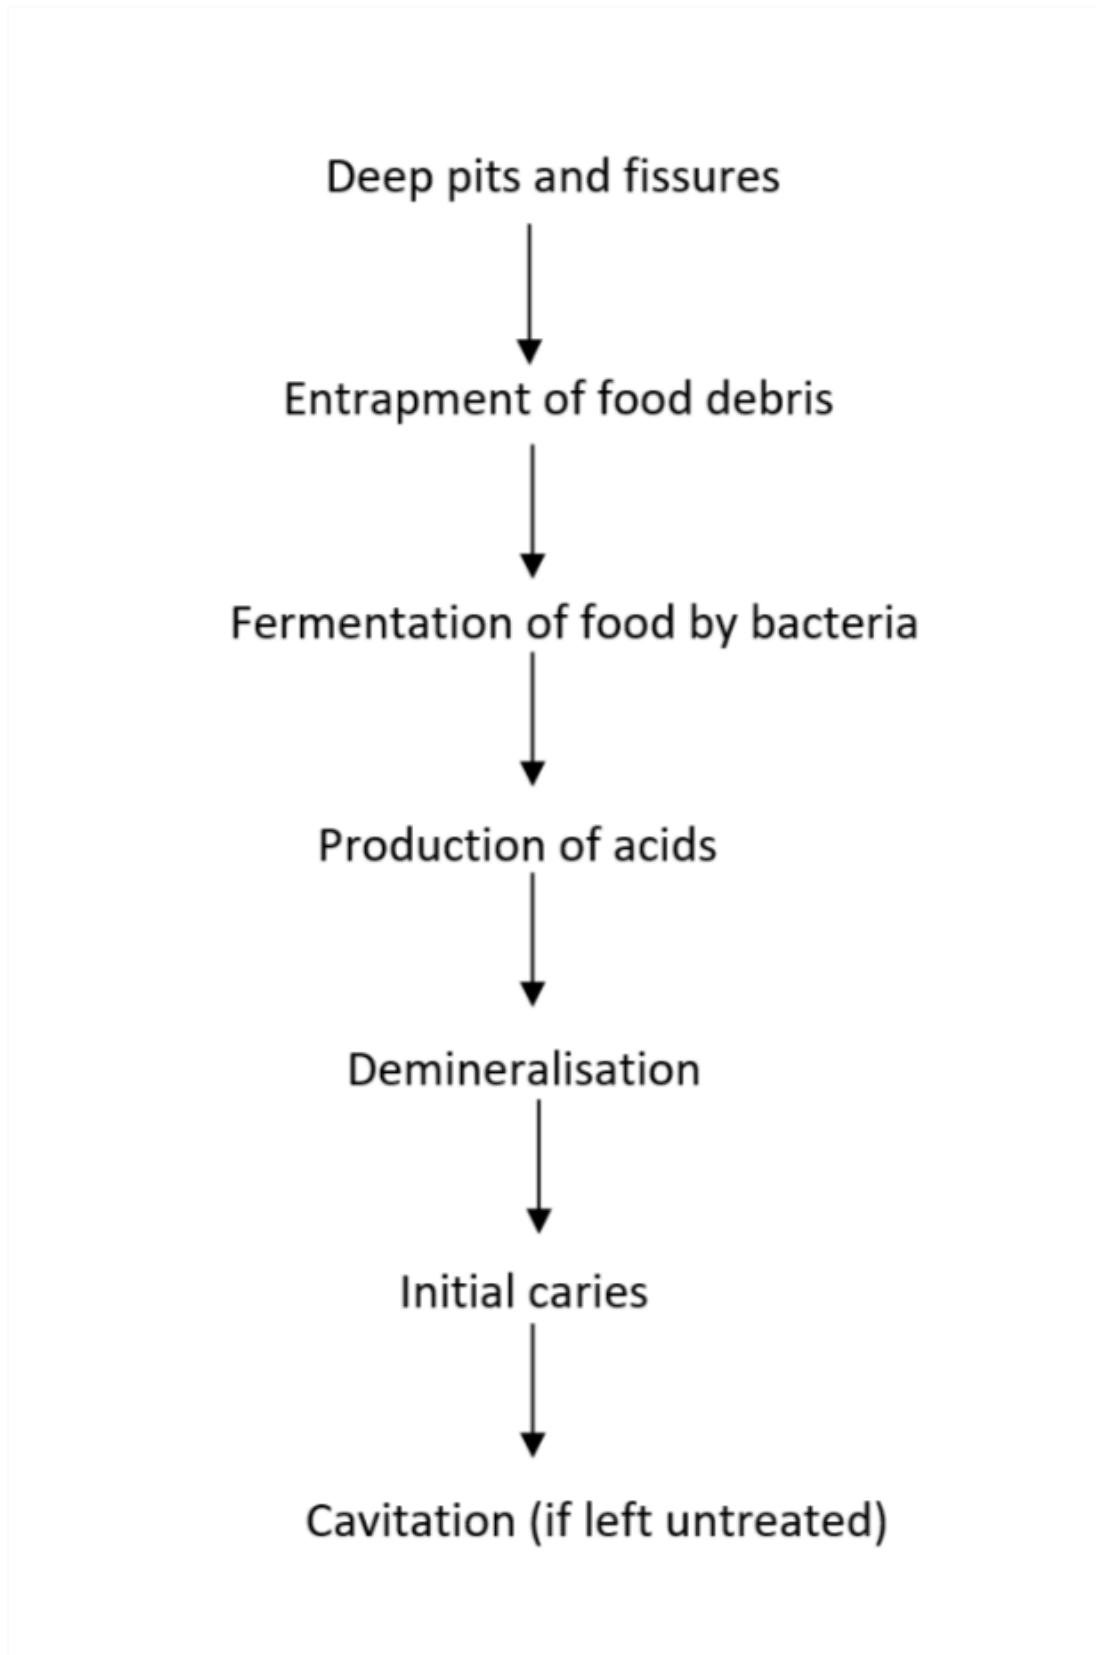 Deep pits and fissures
Entrapment of food debris
Fermentation of food by bacteria
Production of acids
Demineralisation
Initial caries
Cavitation (if left untreated)